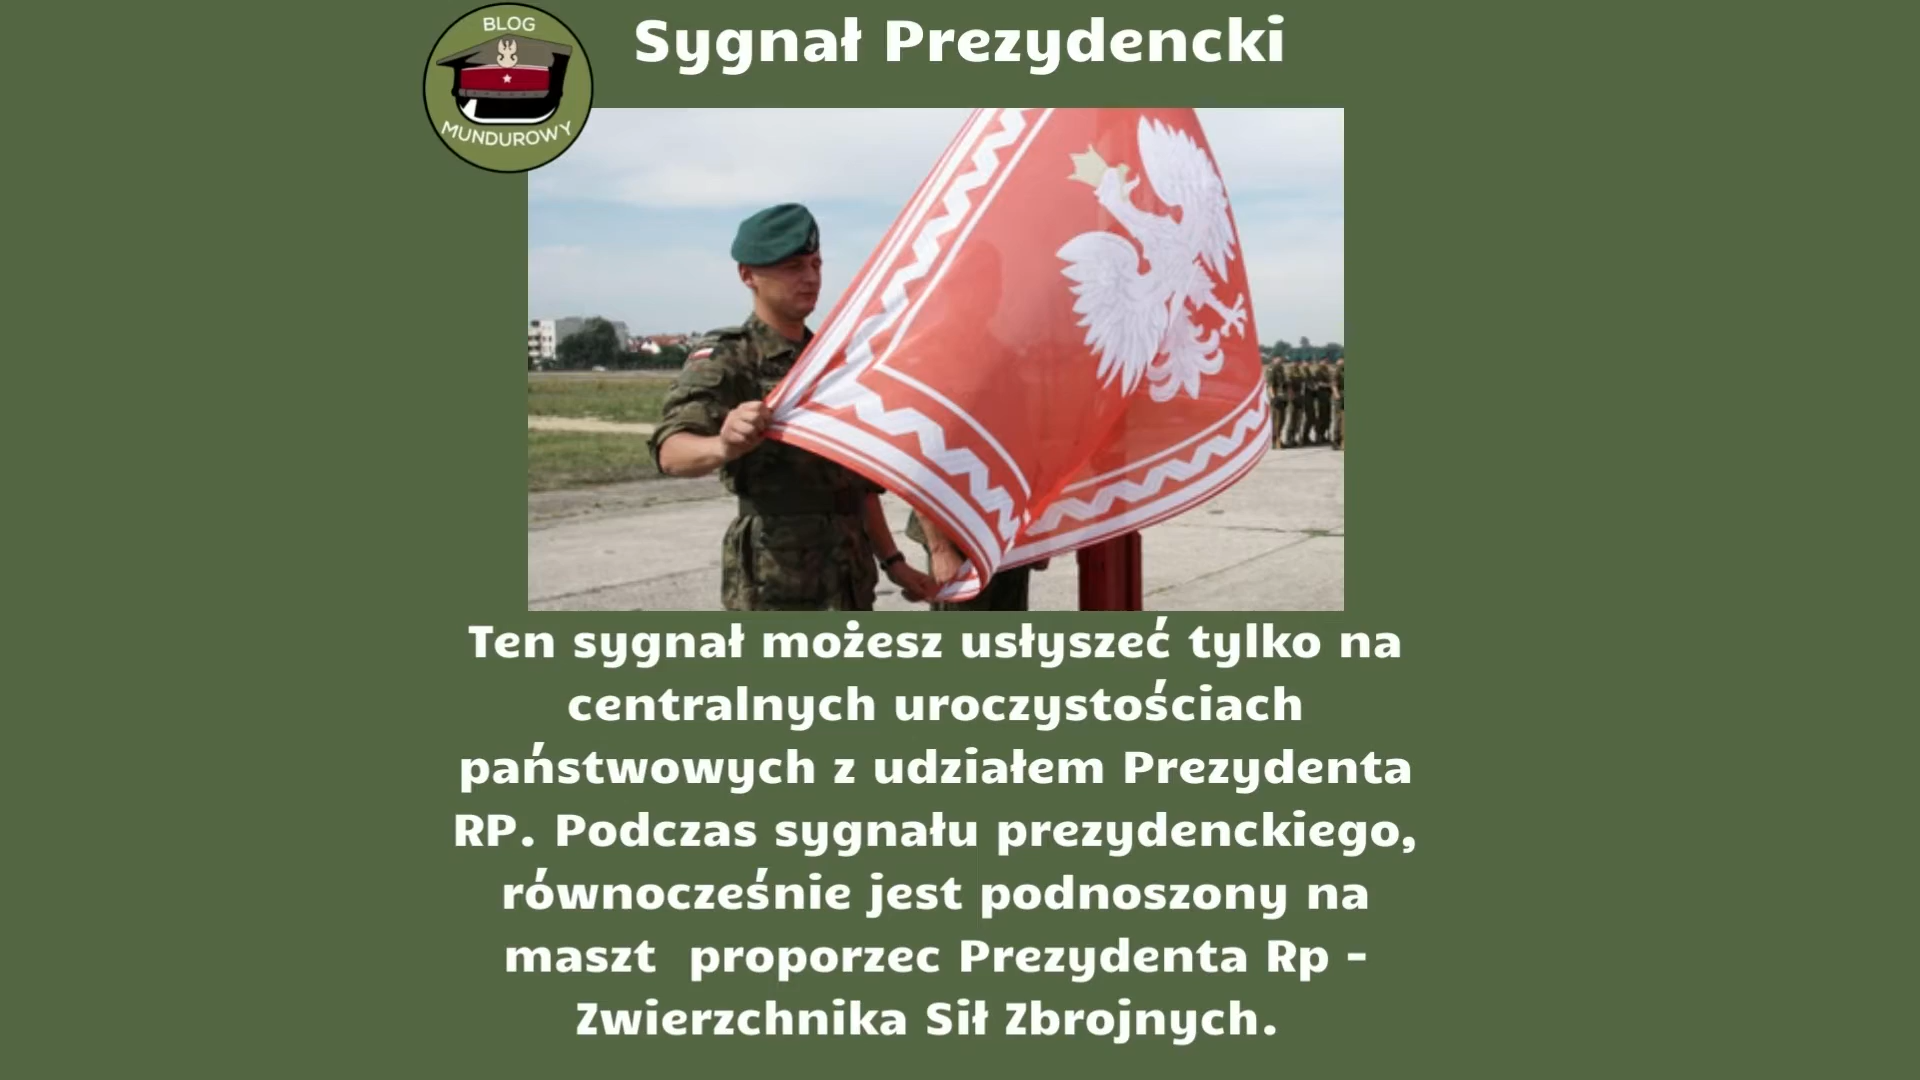 BLOG
MUNDUROWY
Sygnał Prezydencki
Ten sygnał możesz usłyszeć tylko na
centralnych uroczystościach
państwowych z udziałem Prezydenta
RP. Podczas sygnału prezydenckiego,
równocześnie jest podnoszony na
maszt  proporzec Prezydenta Rp -
Zwierzchnika Sił Zbrojnych.